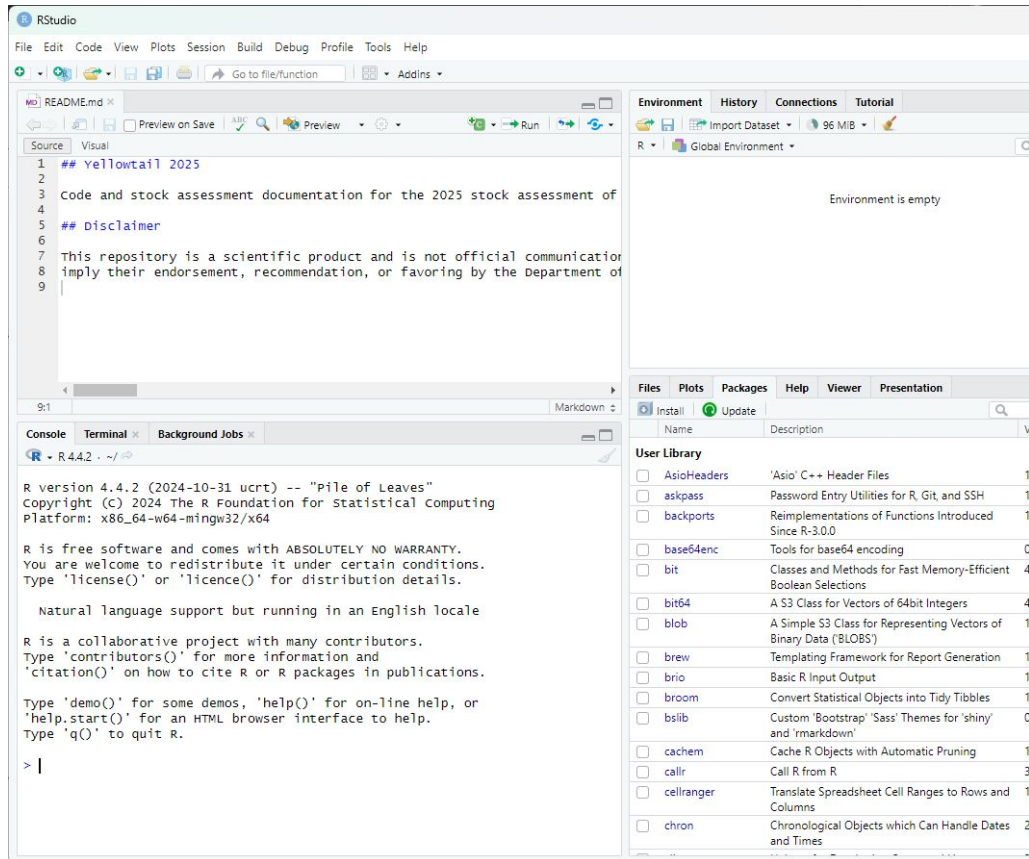 RStudio
File Edit Code View Plots Session Build Debug Profile Tools Help
Go to file/function Addins
README.md
Preview on Save ABC Preview Run
Source Visual
1 ## Yellowtail 2025
2
3 Code and stock assessment documentation for the 2025 stock assessment of
4
5 ## Disclaimer
6
7 This repository is a scientific product and is not official communication
8 imply their endorsement, recommendation, or favoring by the Department of
9
9:1 Markdown
Console Terminal Background Jobs
R 4.4.2 · ~/
R version 4.4.2 (2024-10-31 ucrt) -- "Pile of Leaves"
Copyright (C) 2024 The R Foundation for Statistical Computing
Platform: x86_64-w64-mingw32/x64
R is free software and comes with ABSOLUTELY NO WARRANTY.
You are welcome to redistribute it under certain conditions.
Type 'license()' or 'licence()' for distribution details.
Natural language support but running in an English locale
R is a collaborative project with many contributors.
Type 'contributors()' for more information and
'citation()' on how to cite R or R packages in publications.
Type 'demo()' for some demos, 'help()' for on-line help, or
'help.start()' for an HTML browser interface to help.
Type 'q()' to quit R.
>
Environment History Connections Tutorial
Import Dataset 96 MiB
R Global Environment
Environment is empty
Files Plots Packages Help Viewer Presentation
Install Update
Name Description
User Library
AsioHeaders 'Asio' C++ Header Files 1
askpass Password Entry Utilities for R, Git, and SSH 1
backports Reimplementations of Functions Introduced 1
Since R-3.0.0
base64enc Tools for base64 encoding 0
bit Classes and Methods for Fast Memory-Efficient 4
Boolean Selections
bit64 A S3 Class for Vectors of 64bit Integers 4
blob A Simple S3 Class for Representing Vectors of 1
Binary Data ('BLOBS')
brew Templating Framework for Report Generation 1
brio Basic R Input Output 1
broom Convert Statistical Objects into Tidy Tibbles 1
bslib Custom 'Bootstrap' 'Sass' Themes for 'shiny' 0
and 'rmarkdown'
cachem Cache R Objects with Automatic Pruning 1
callr Call R from R 3
cellranger Translate Spreadsheet Cell Ranges to Rows and 1
Columns
chron Chronological Objects which Can Handle Dates 2
and Times